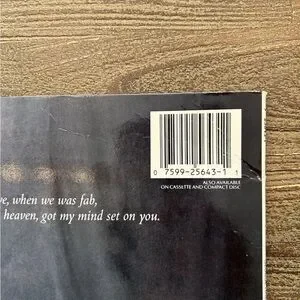 0 7599-25643-1 1
ALSO AVAILABLE
ON CASSETTE AND COMPACT DISC
when we was fab,
heaven, got my mind set on you.